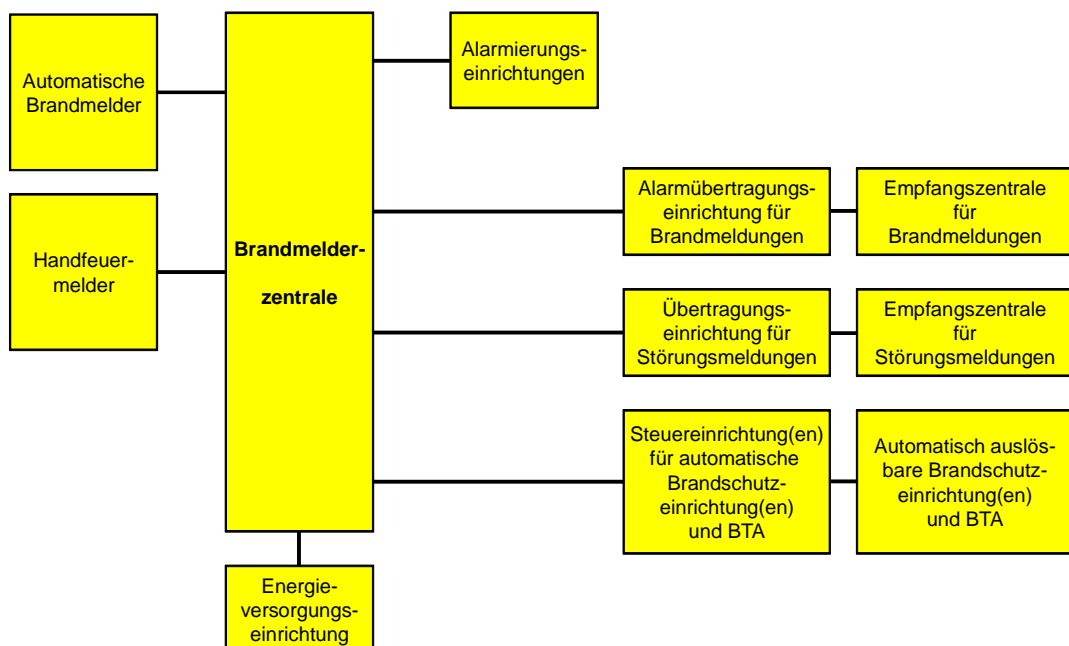 Automatische
Brandmelder
Handfeuer-
melder
Brandmelder-
zentrale
Energie-
versorgungs-
einrichtung
Alarmierungs-
einrichtungen
Alarmübertragungs-
einrichtung für
Brandmeldungen
Empfangszentrale
für
Brandmeldungen
Übertragungs-
einrichtung für
Störungsmeldungen
Empfangszentrale
für
Störungsmeldungen
Steuereinrichtung(en)
für automatische
Brandschutz-
einrichtung(en)
und BTA
Automatisch auslös-
bare Brandschutz-
einrichtung(en)
und BTA